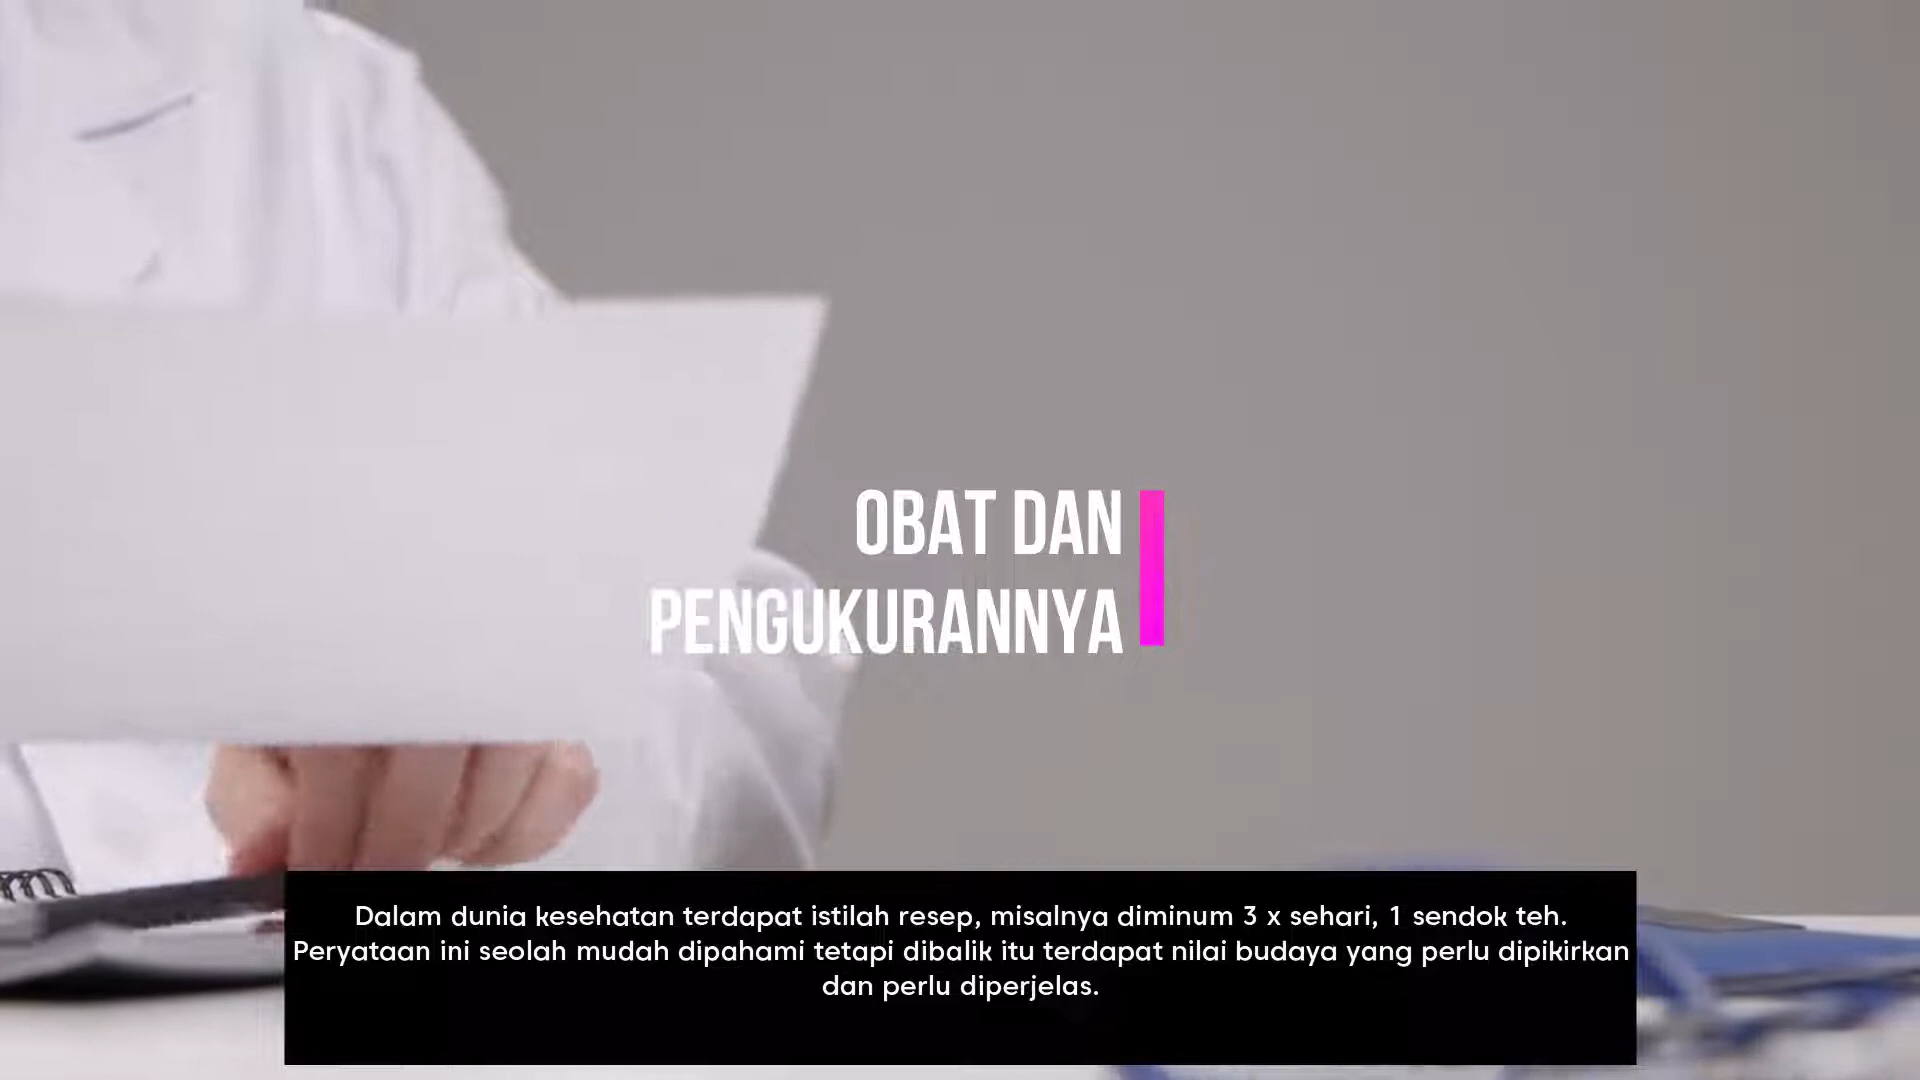 OBAT DAN
PENGUKURANNYA
Dalam dunia kesehatan terdapat istilah resep, misalnya diminum 3 x sehari, 1 sendok teh.
Peryataan ini seolah mudah dipahami tetapi dibalik itu terdapat nilai budaya yang perlu dipikirkan
dan perlu diperjelas.